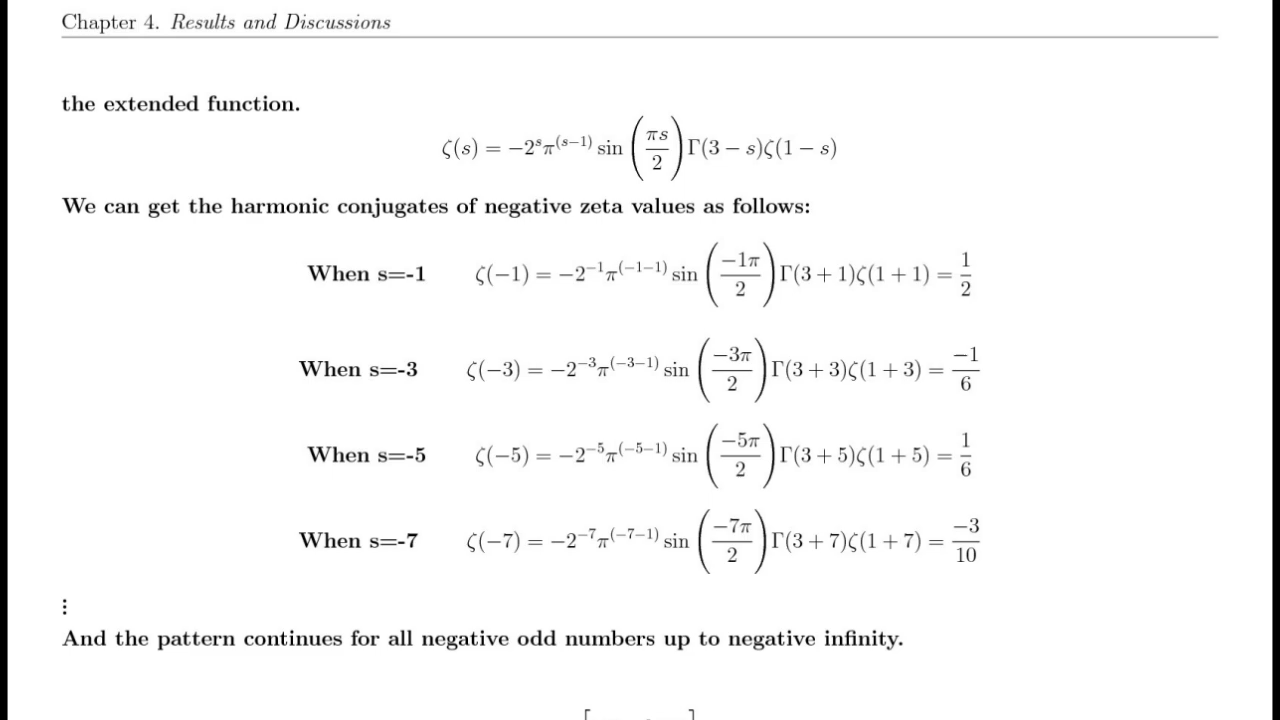 Chapter 4. Results and Discussions
the extended function.
ζ(s) = −2^s π^(s−1) sin (πs/2) Γ(3 − s)ζ(1 − s)
We can get the harmonic conjugates of negative zeta values as follows:
When s=-1 ζ(−1) = −2^−1 π^(−1−1) sin (−1π/2) Γ(3 + 1)ζ(1 + 1) = 1/2
When s=-3 ζ(−3) = −2^−3 π^(−3−1) sin (−3π/2) Γ(3 + 3)ζ(1 + 3) = −1/6
When s=-5 ζ(−5) = −2^−5 π^(−5−1) sin (−5π/2) Γ(3 + 5)ζ(1 + 5) = 1/6
When s=-7 ζ(−7) = −2^−7 π^(−7−1) sin (−7π/2) Γ(3 + 7)ζ(1 + 7) = −3/10
⋮
And the pattern continues for all negative odd numbers up to negative infinity.